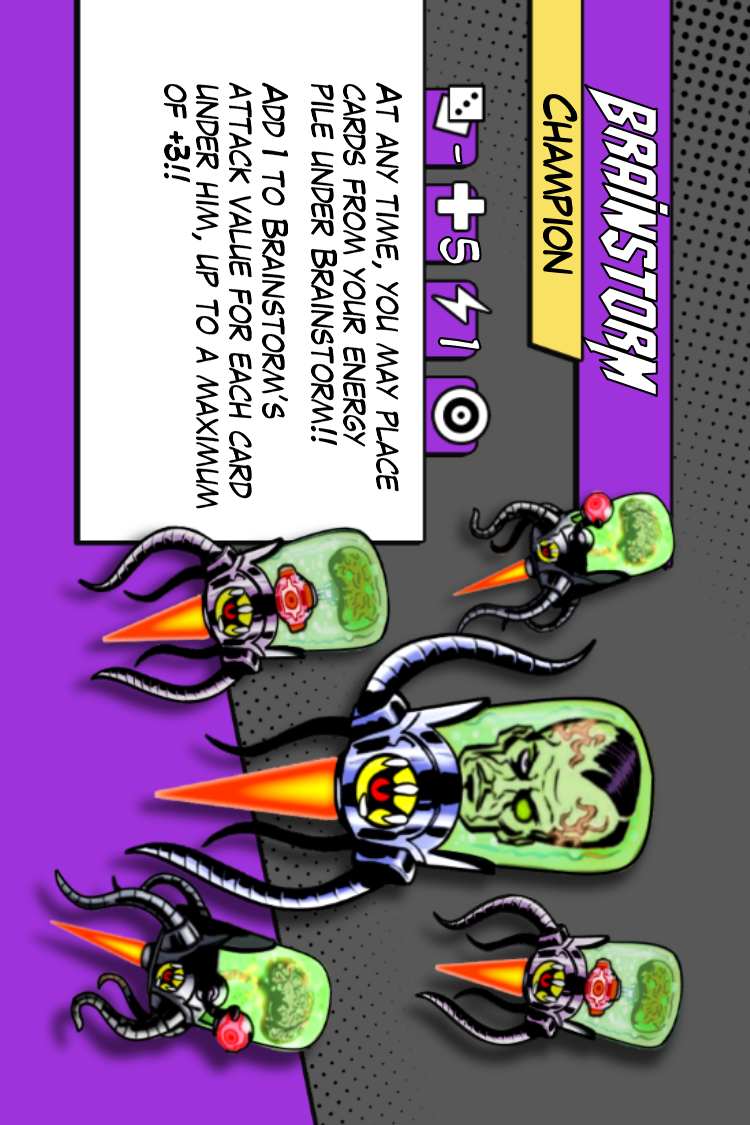 BRAINSTORM
CHAMPION
- 5 1
AT ANY TIME, YOU MAY PLACE
CARDS FROM YOUR ENERGY
PILE UNDER BRAINSTORM!!
ADD 1 TO BRAINSTORM'S
ATTACK VALUE FOR EACH CARD
UNDER HIM, UP TO A MAXIMUM
OF +3!!